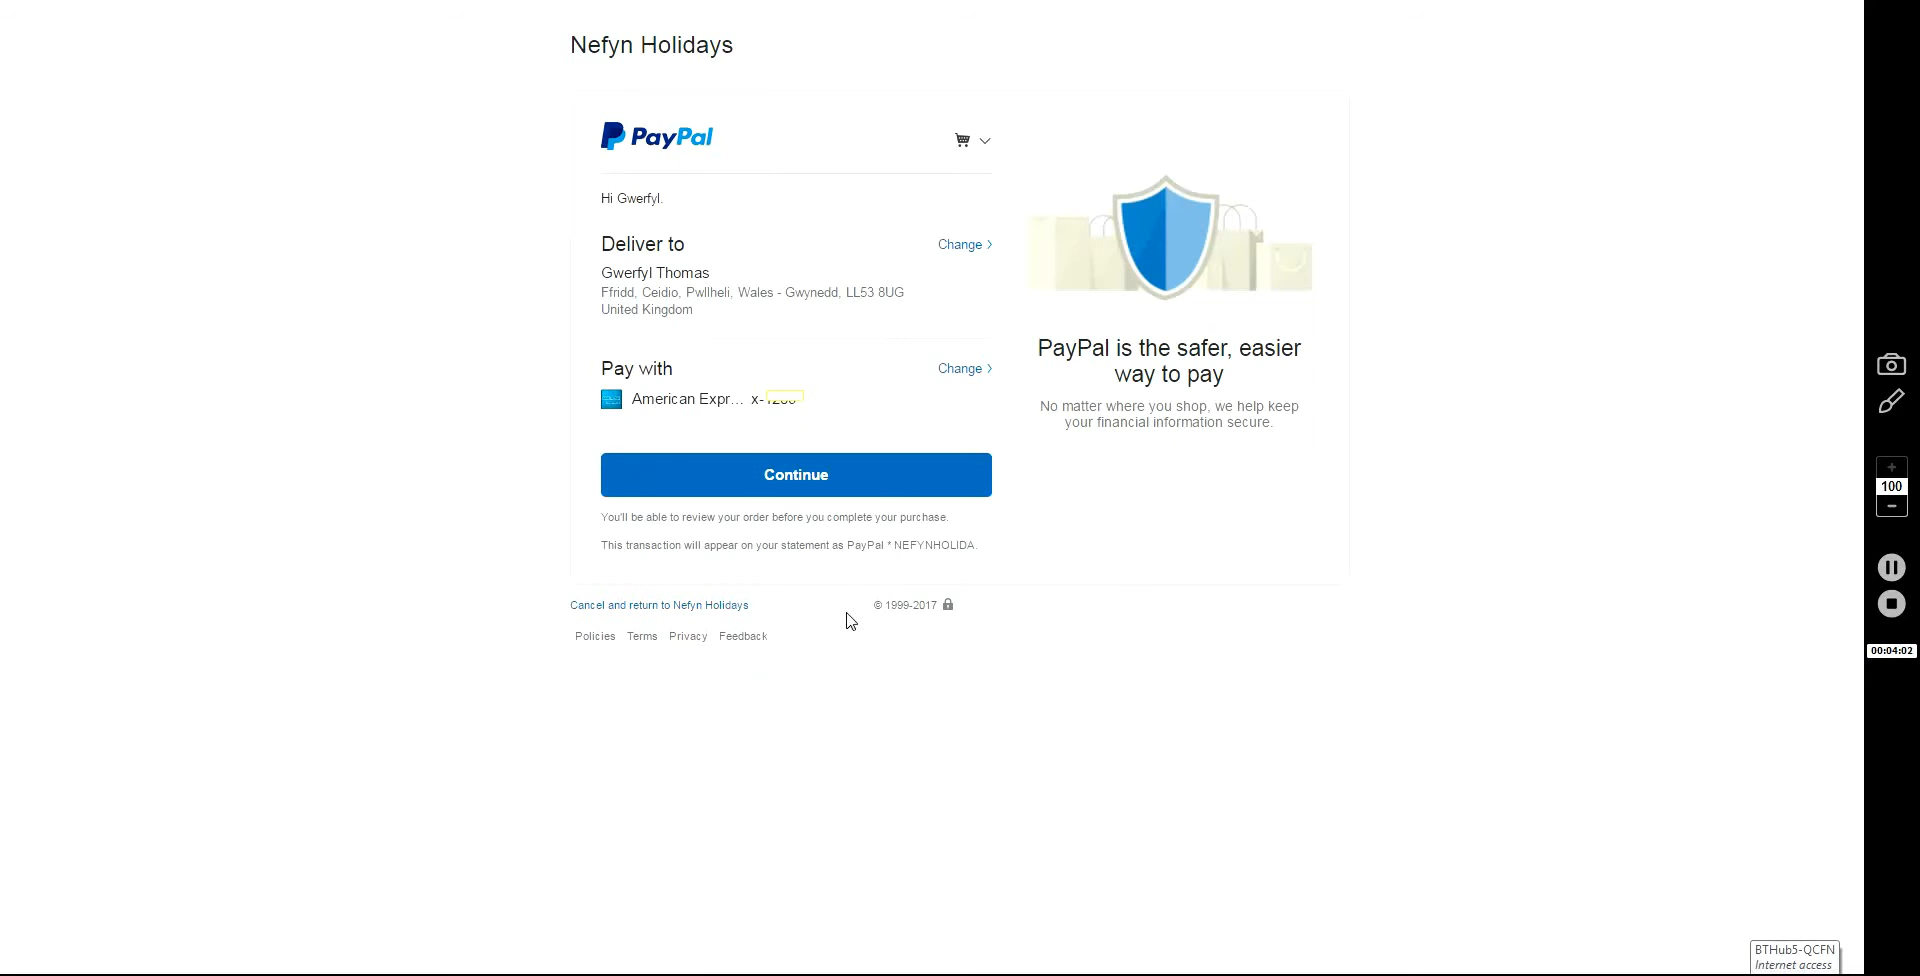 Nefyn Holidays
PayPal
Hi Gwerfyl.
Deliver to
Change
Gwerfyl Thomas
Ffridd, Ceidio, Pwllheli, Wales - Gwynedd, LL53 8UG
United Kingdom
Pay with
Change
American Expr... x-
Continue
You'll be able to review your order before you complete your purchase.
This transaction will appear on your statement as PayPal * NEFYNHOLIDA.
PayPal is the safer, easier
way to pay
No matter where you shop, we help keep
your financial information secure.
Cancel and return to Nefyn Holidays
© 1999-2017
Policies Terms Privacy Feedback
100
00:04:02
BTHub5-QCFN
Internet access